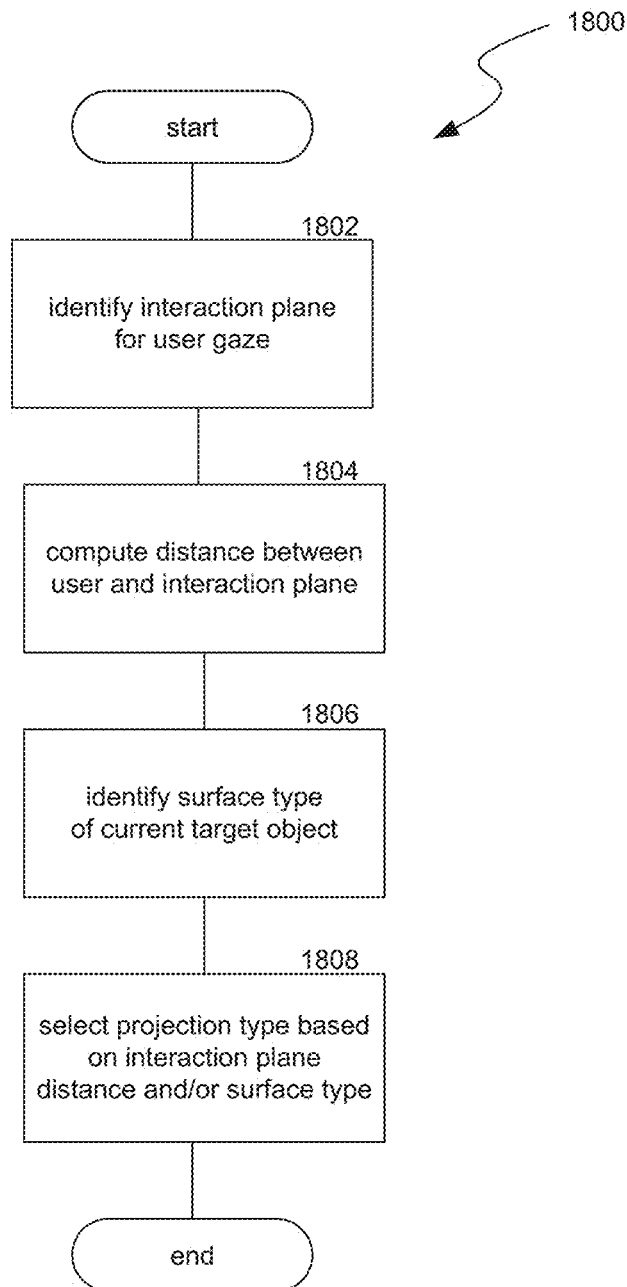 1800
start
1802
identify interaction plane
for user gaze
1804
compute distance between
user and interaction plane
1806
identify surface type
of current target object
1808
select projection type based
on interaction plane
distance and/or surface type
end